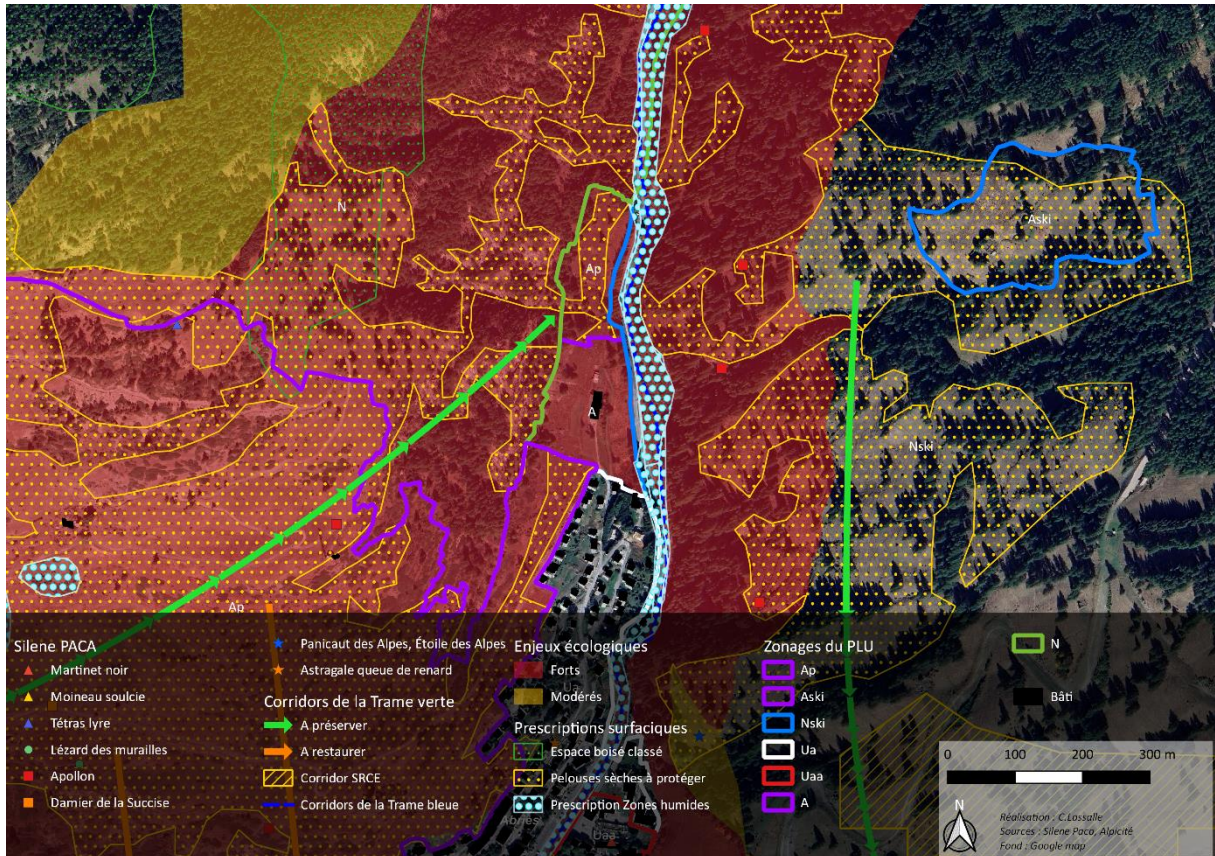 N
Aski
Ap
A
Nski
Ap
Silene PACA
Martinet noir
Moineau soulcie
Tétras lyre
Lézard des murailles
Apollon
Damier de la Succise
Panicaut des Alpes, Étoile des Alpes
Astragale queue de renard
Corridors de la Trame verte
A préserver
A restaurer
Corridor SRCE
Corridors de la Trame bleue
Enjeux écologiques
Forts
Modérés
Prescriptions surfaciques
Espace boisé classé
Pelouses sèches à protéger
Prescription Zones humides
Zonages du PLU
Ap
Aski
Nski
Ua
Uaa
A
N
Bâti
Ua
Abriès
Uaa
0 100 200 300 m
N
Réalisation : C.Lassalle
Sources : Silene Paca, Alpicité
Fond : Google map